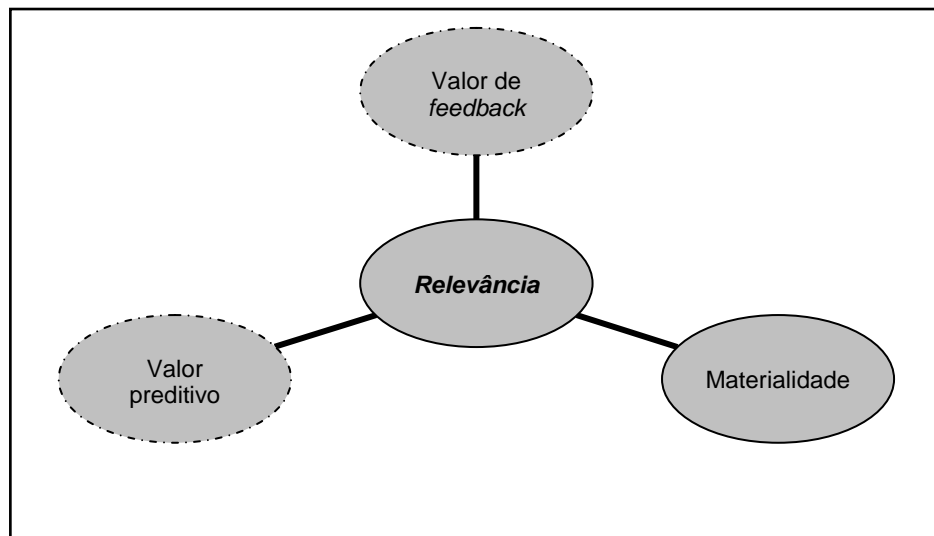 Valor de
feedback
Relevância
Valor
preditivo
Materialidade